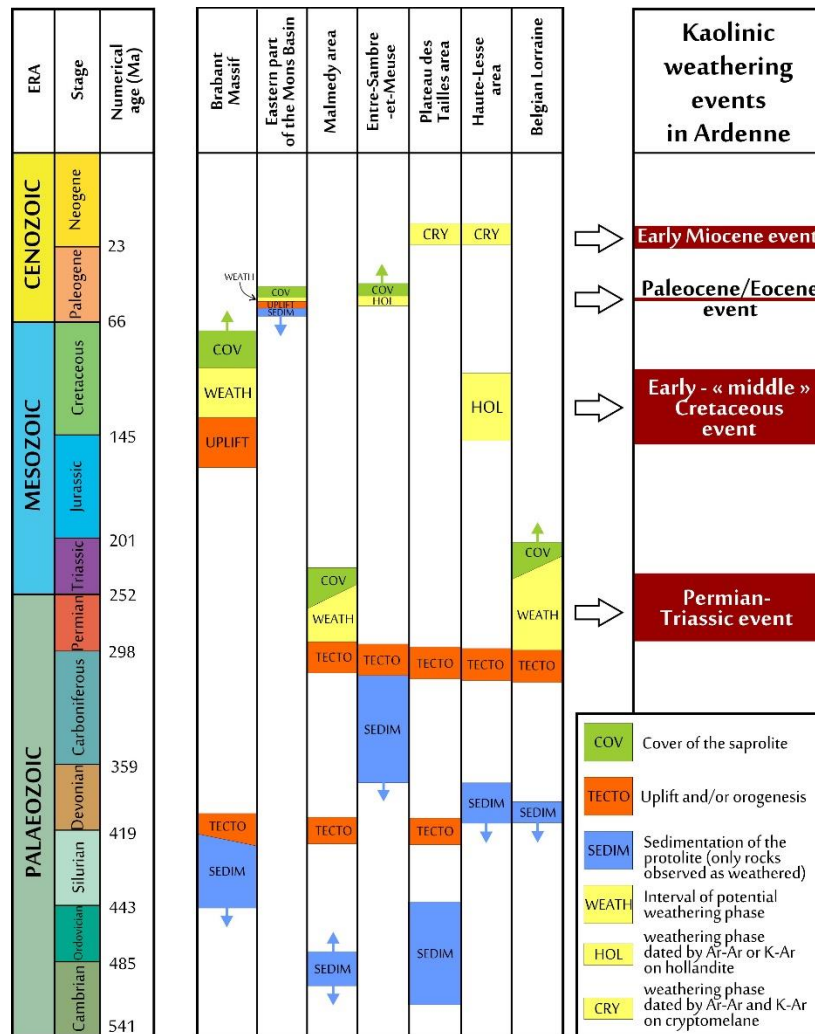 ERA
Stage
Numerical
age (Ma)
Brabant
Massif
Eastern part
of the Mons Basin
Malmedy area
Entre-Sambre
-et-Meuse
Plateau des
Tailles area
Haute-Lesse
area
Belgian Lorraine
Kaolinic
weathering
events
in Ardenne
CENOZOIC
MESOZOIC
PALAEOZOIC
Neogene
Paleogene
Cretaceous
Jurassic
Triassic
Permian
Carboniferous
Devonian
Silurian
Ordovician
Cambrian
23
66
145
201
252
298
359
419
443
485
541
COV
WEATH
UPLIFT
TECTO
SEDIM
WEATH
COV
UPLIFT
SEDIM
COV
WEATH
TECTO
TECTO
SEDIM
COV
HOL
TECTO
SEDIM
CRY
TECTO
TECTO
SEDIM
CRY
HOL
TECTO
SEDIM
COV
WEATH
TECTO
SEDIM
Early Miocene event
Paleocene/Eocene
event
Early - « middle »
Cretaceous
event
Permian-
Triassic event
COV Cover of the saprolite
TECTO Uplift and/or orogenesis
SEDIM Sedimentation of the
protolite (only rocks
observed as weathered)
WEATH Interval of potential
weathering phase
HOL weathering phase
dated by Ar-Ar or K-Ar
on hollandite
CRY weathering phase
dated by Ar-Ar and K-Ar
on cryptomelane